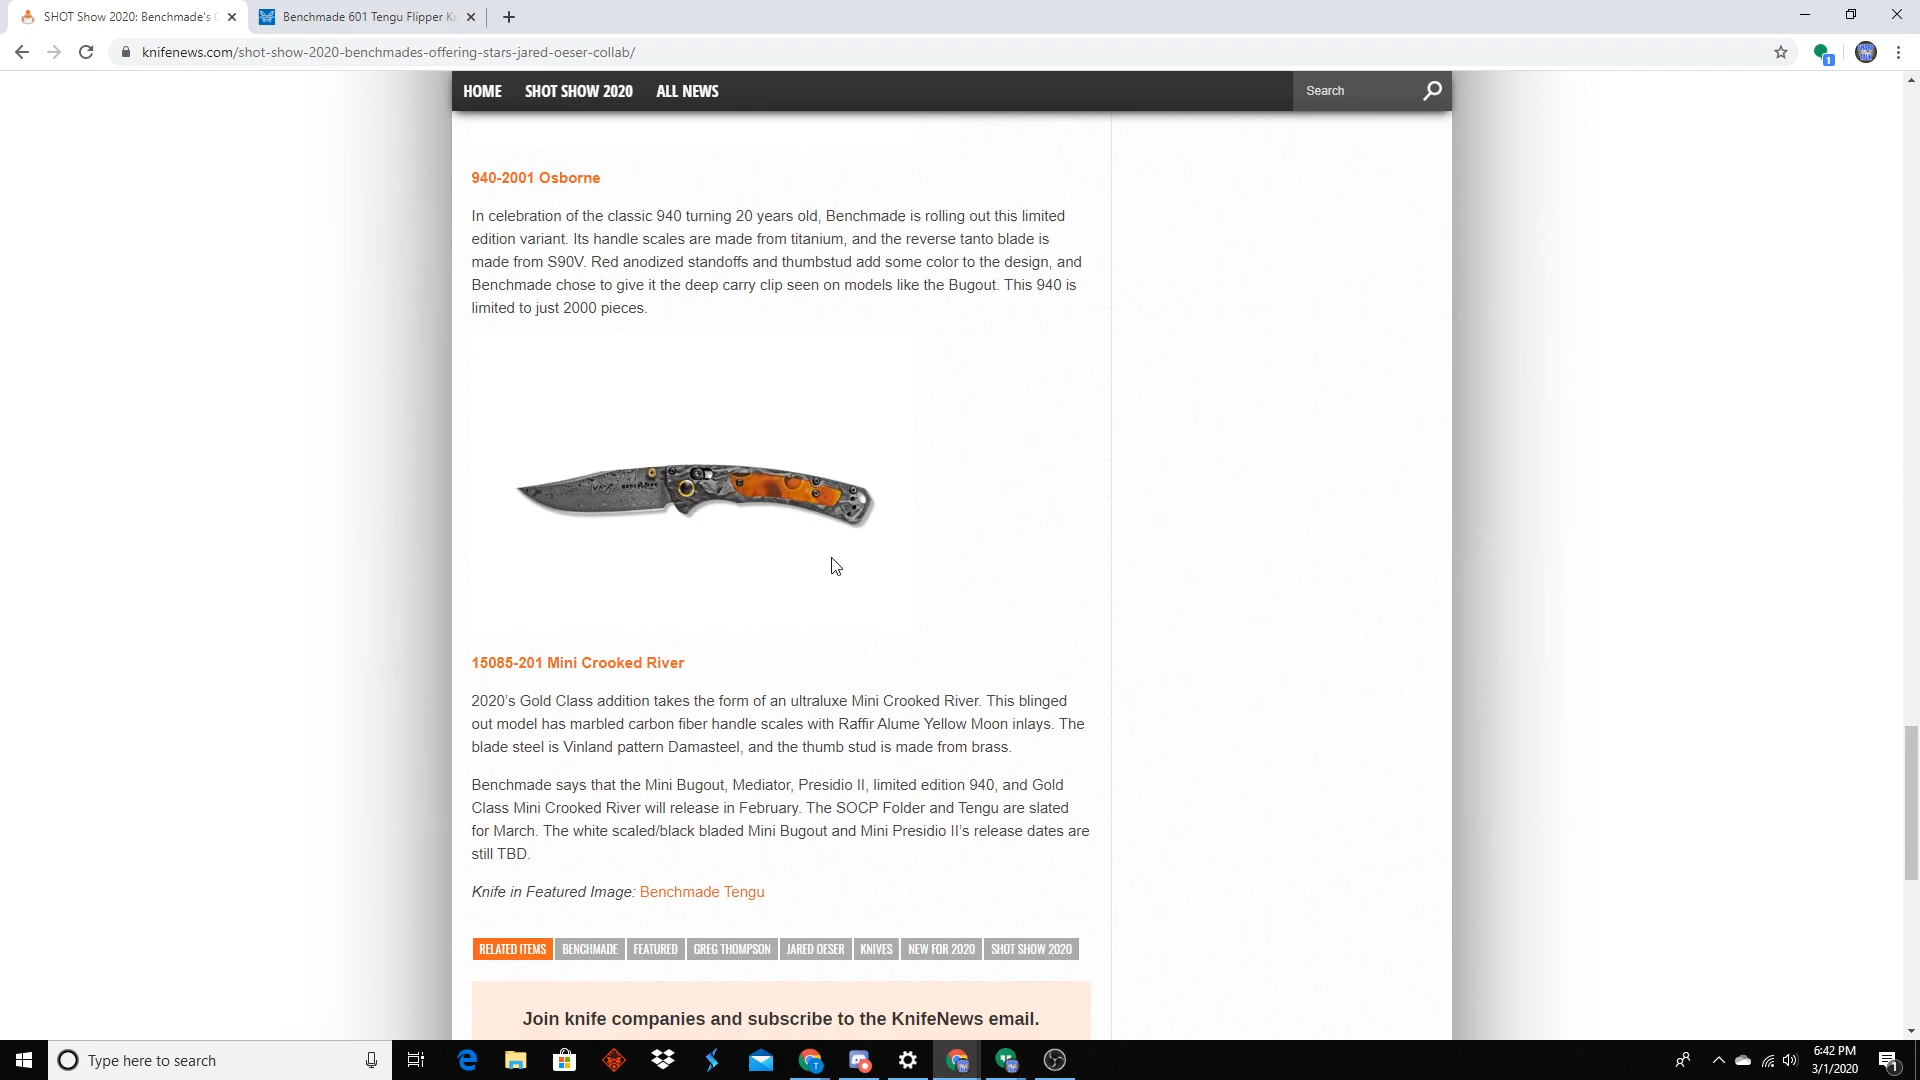 SHOT Show 2020: Benchmade's
Benchmade 601 Tengu Flipper
knifenews.com/shot-show-2020-benchmades-offering-stars-jared-oeser-collab/
1
HOME SHOT SHOW 2020 ALL NEWS Search
940-2001 Osborne
In celebration of the classic 940 turning 20 years old, Benchmade is rolling out this limited
edition variant. Its handle scales are made from titanium, and the reverse tanto blade is
made from S90V. Red anodized standoffs and thumbstud add some color to the design, and
Benchmade chose to give it the deep carry clip seen on models like the Bugout. This 940 is
limited to just 2000 pieces.
15085-201 Mini Crooked River
2020’s Gold Class addition takes the form of an ultraluxe Mini Crooked River. This blinged
out model has marbled carbon fiber handle scales with Raffir Alume Yellow Moon inlays. The
blade steel is Vinland pattern Damasteel, and the thumb stud is made from brass.
Benchmade says that the Mini Bugout, Mediator, Presidio II, limited edition 940, and Gold
Class Mini Crooked River will release in February. The SOCP Folder and Tengu are slated
for March. The white scaled/black bladed Mini Bugout and Mini Presidio II’s release dates are
still TBD.
Knife in Featured Image: Benchmade Tengu
RELATED ITEMS BENCHMADE FEATURED GREG THOMPSON JARED OESER KNIVES NEW FOR 2020 SHOT SHOW 2020
Join knife companies and subscribe to the KnifeNews email.
Type here to search
6:42 PM
3/1/2020
1